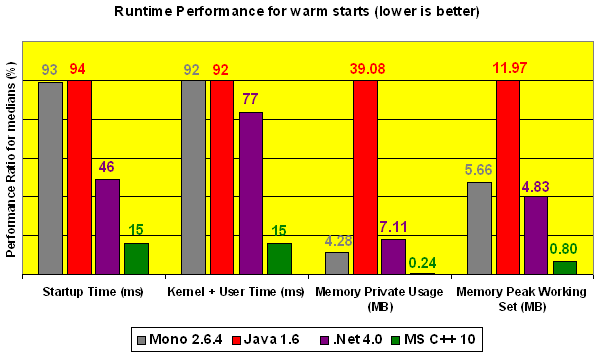 Runtime Performance for warm starts (lower is better)
Performance Ratio for medians (%)
93 94 46 15
92 92 77 15
4.28 39.08 7.11 0.24
5.66 11.97 4.83 0.80
Startup Time (ms)
Kernel + User Time (ms)
Memory Private Usage
(MB)
Memory Peak Working
Set (MB)
Mono 2.6.4 Java 1.6 .Net 4.0 MS C++ 10